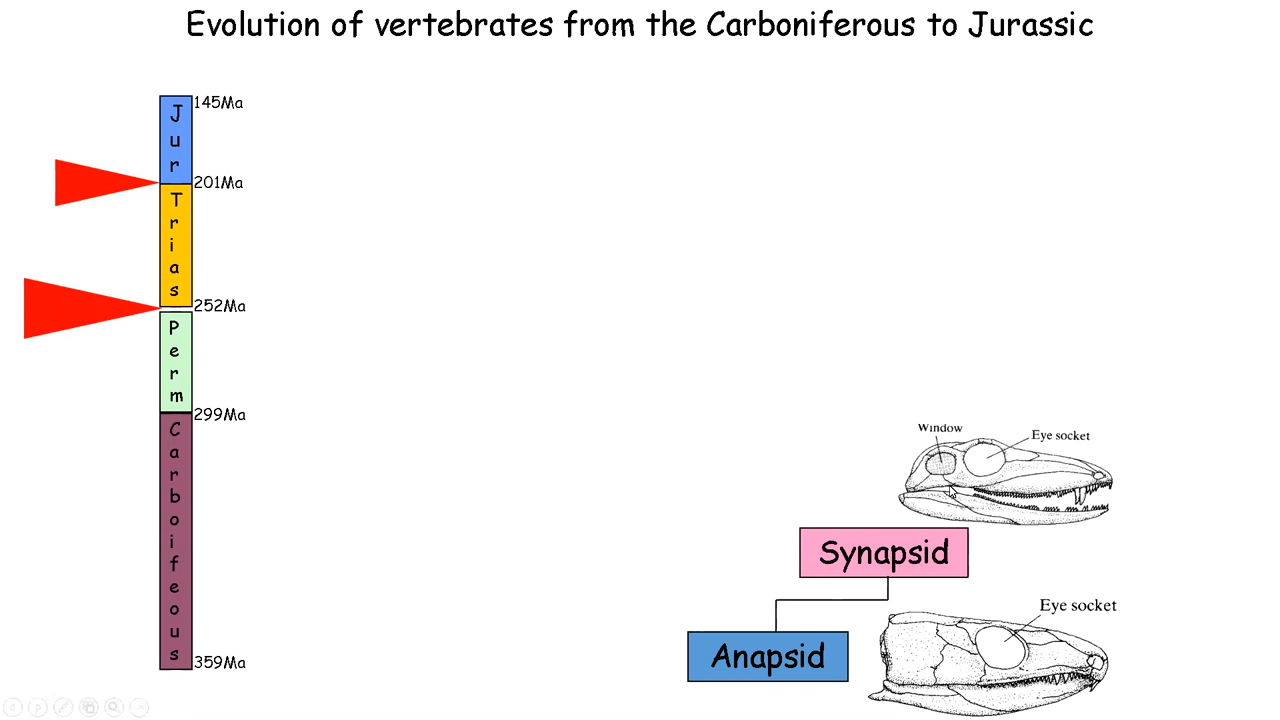 Evolution of vertebrates from the Carboniferous to Jurassic
145Ma
Jur
201Ma
Trias
252Ma
Perm
299Ma
Carboifeous
359Ma
Window
Eye socket
Synapsid
Eye socket
Anapsid